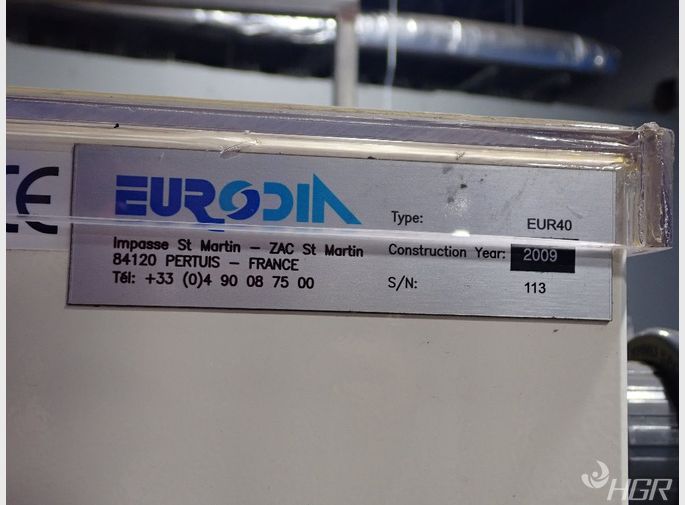 CE
EURODIA
Impasse St Martin – ZAC St Martin
84120 PERTUIS – FRANCE
Tél: +33 (0)4 90 08 75 00
Type: EUR40
Construction Year: 2009
S/N: 113
HGR